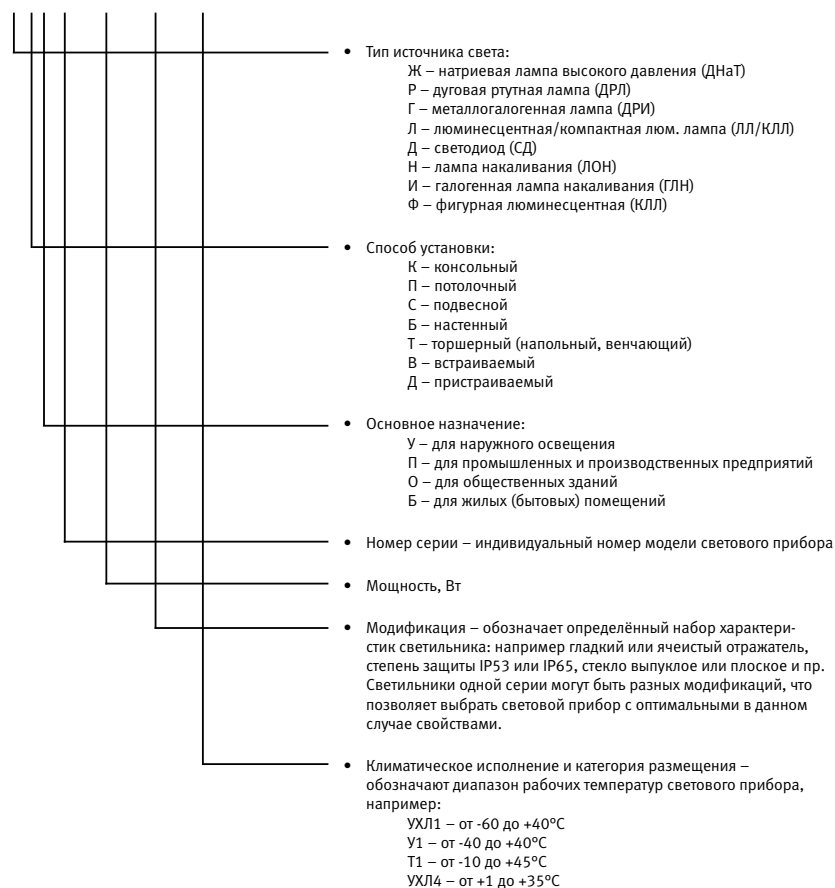 • Тип источника света:
Ж – натриевая лампа высокого давления (ДНаТ)
Р – дуговая ртутная лампа (ДРЛ)
Г – металлогалогенная лампа (ДРИ)
Л – люминесцентная/компактная люм. лампа (ЛЛ/КЛЛ)
Д – светодиод (СД)
Н – лампа накаливания (ЛОН)
И – галогенная лампа накаливания (ГЛН)
Ф – фигурная люминесцентная (КЛЛ)
• Способ установки:
К – консольный
П – потолочный
С – подвесной
Б – настенный
Т – торшерный (напольный, венчающий)
В – встраиваемый
Д – пристраиваемый
• Основное назначение:
У – для наружного освещения
П – для промышленных и производственных предприятий
О – для общественных зданий
Б – для жилых (бытовых) помещений
• Номер серии – индивидуальный номер модели светового прибора
• Мощность, Вт
• Модификация – обозначает определённый набор характери-
стик светильника: например гладкий или ячеистый отражатель,
степень защиты IP53 или IP65, стекло выпуклое или плоское и пр.
Светильники одной серии могут быть разных модификаций, что
позволяет выбрать световой прибор с оптимальными в данном
случае свойствами.
• Климатическое исполнение и категория размещения –
обозначают диапазон рабочих температур светового прибора,
например:
УХЛ1 – от -60 до +40°С
У1 – от -40 до +40°С
Т1 – от -10 до +45°С
УХЛ4 – от +1 до +35°С